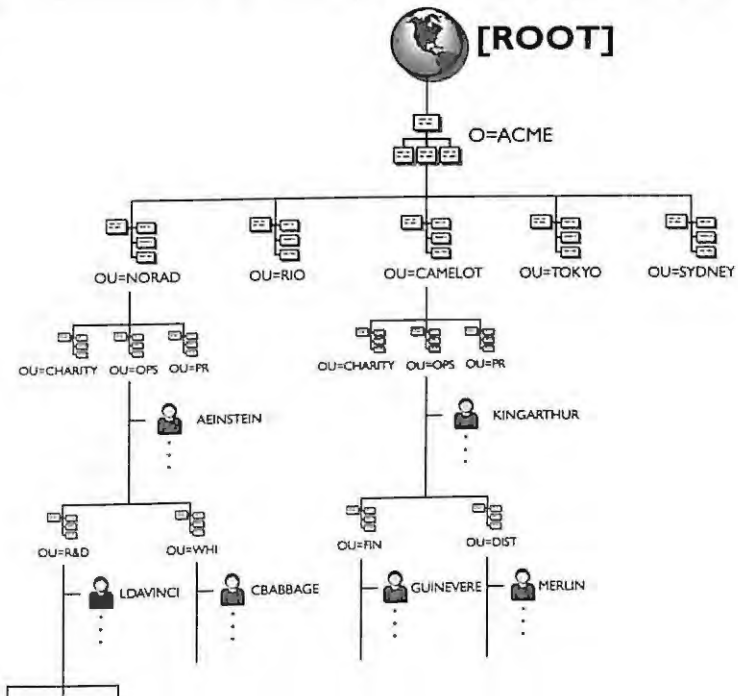 [ROOT]
O=ACME
OU=NORAD OU=RIO OU=CAMELOT OU=TOKYO OU=SYDNEY
OU=CHARITY OU=OPS OU=PR OU=CHARITY OU=OPS OU=PR
AEINSTEIN KINGARTHUR
OU=R&D OU=WHI OU=FIN OU=DIST
LDAVINCI CBABBAGE GUINEVERE MERLIN